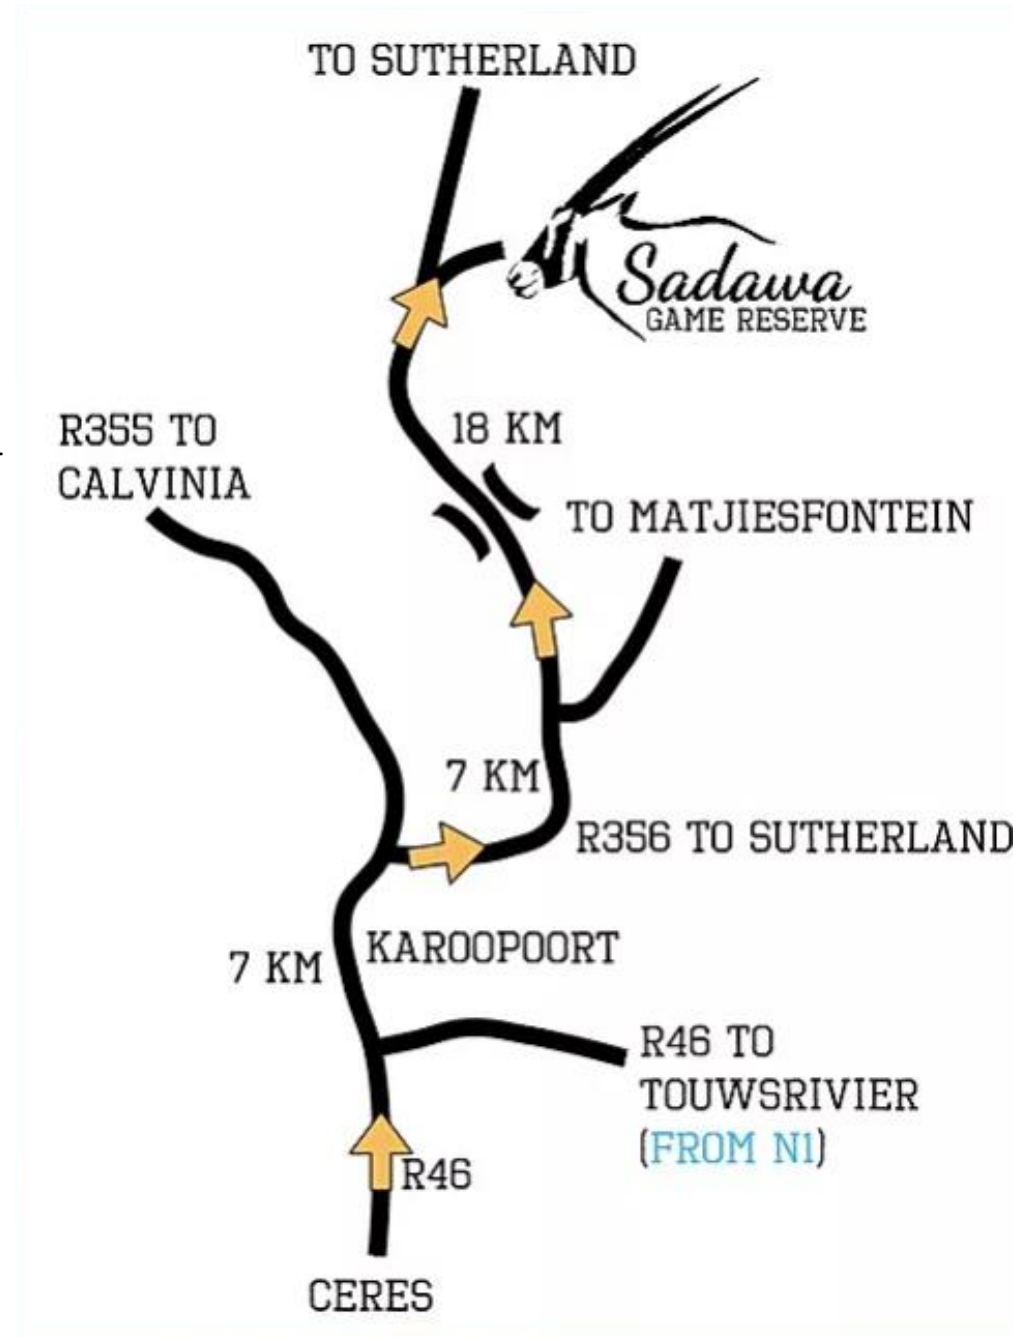 TO SUTHERLAND
Sadawa
GAME RESERVE
18 KM
R355 TO
CALVINIA
TO MATJIESFONTEIN
7 KM
R356 TO SUTHERLAND
KAROOPOORT
7 KM
R46 TO
TOUWSRIVIER
(FROM N1)
R46
CERES